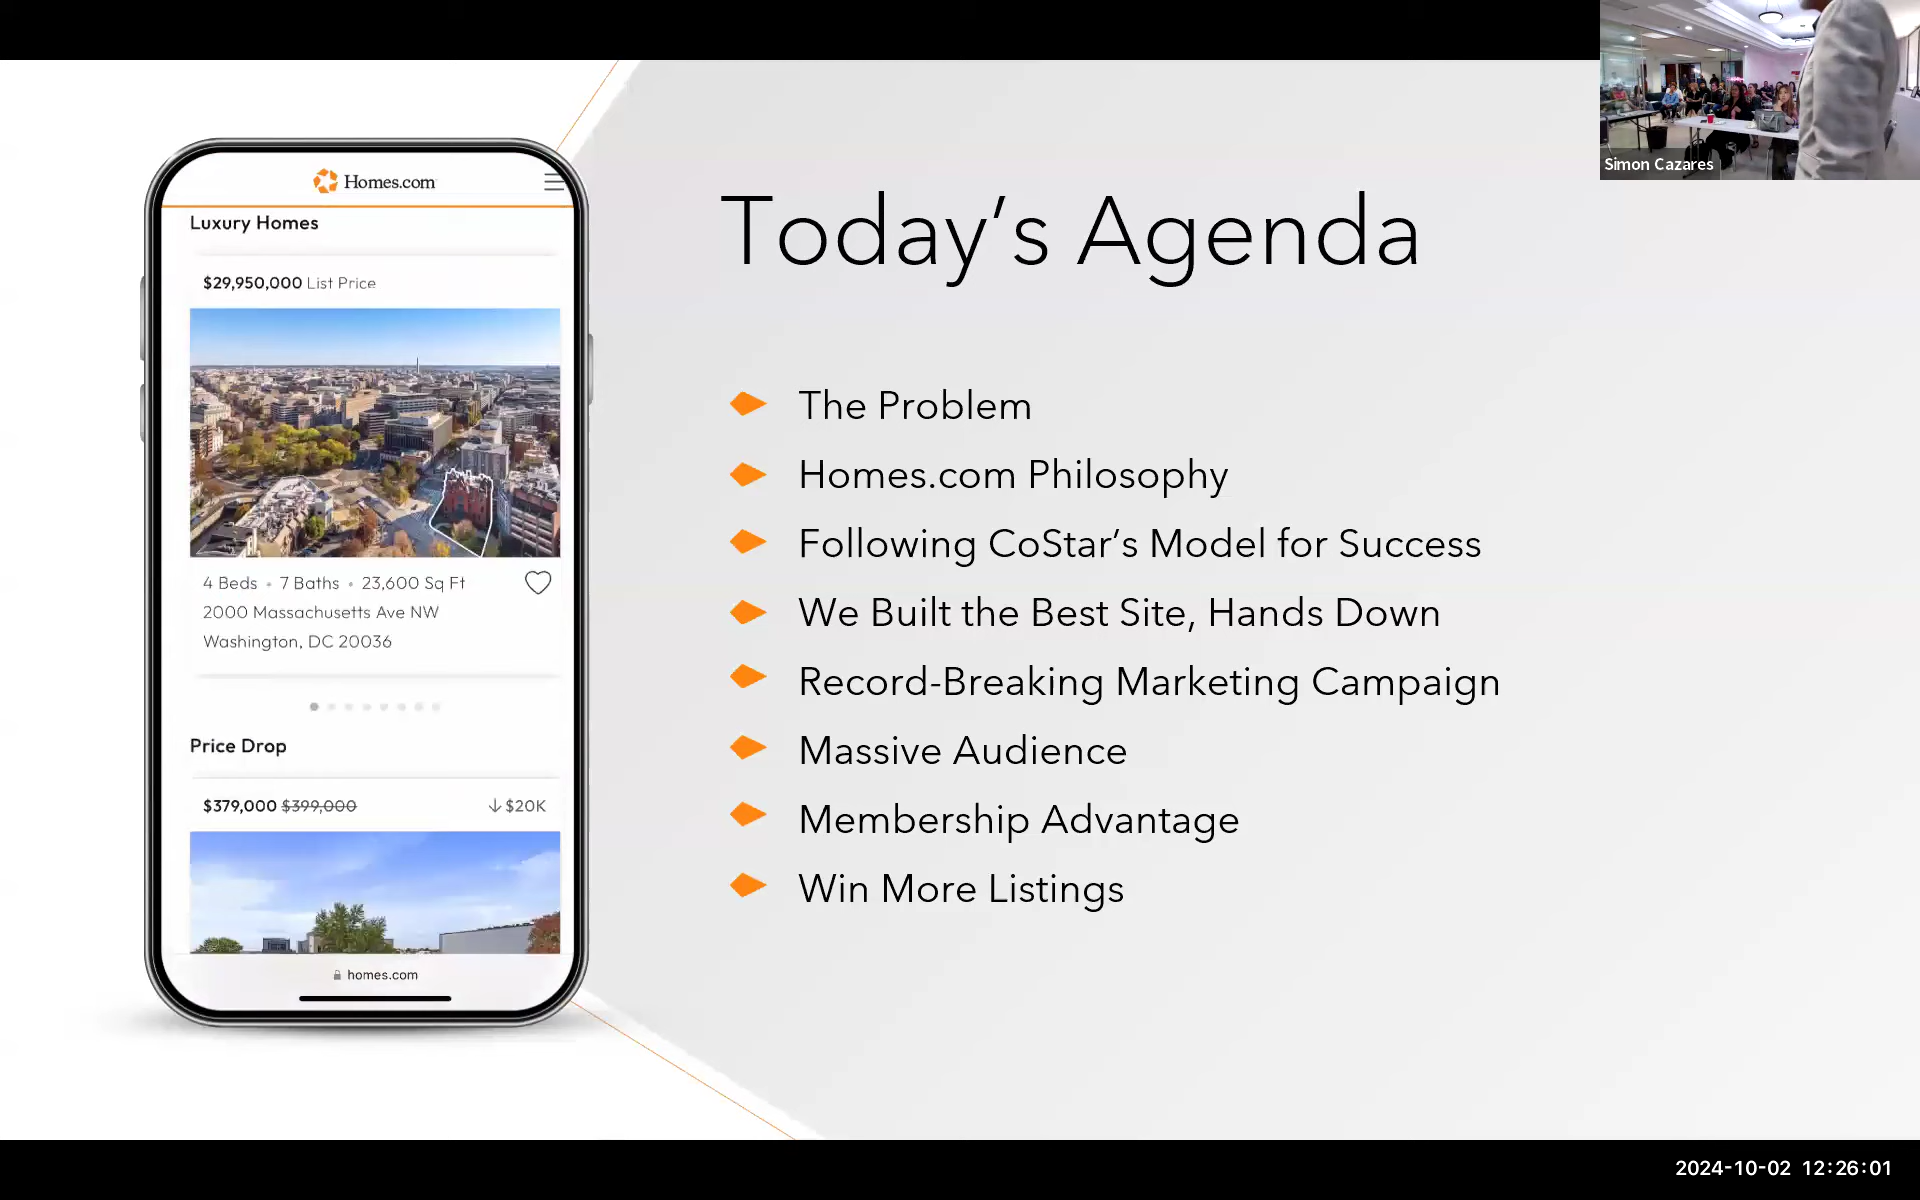 Simon Cazares
Homes.com
Luxury Homes
$29,950,000 List Price
4 Beds • 7 Baths • 23,600 Sq Ft
2000 Massachusetts Ave NW
Washington, DC 20036
Price Drop
$379,000 $399,000 ↓$20K
homes.com
Today’s Agenda
The Problem
Homes.com Philosophy
Following CoStar’s Model for Success
We Built the Best Site, Hands Down
Record-Breaking Marketing Campaign
Massive Audience
Membership Advantage
Win More Listings
2024-10-02 12:26:01